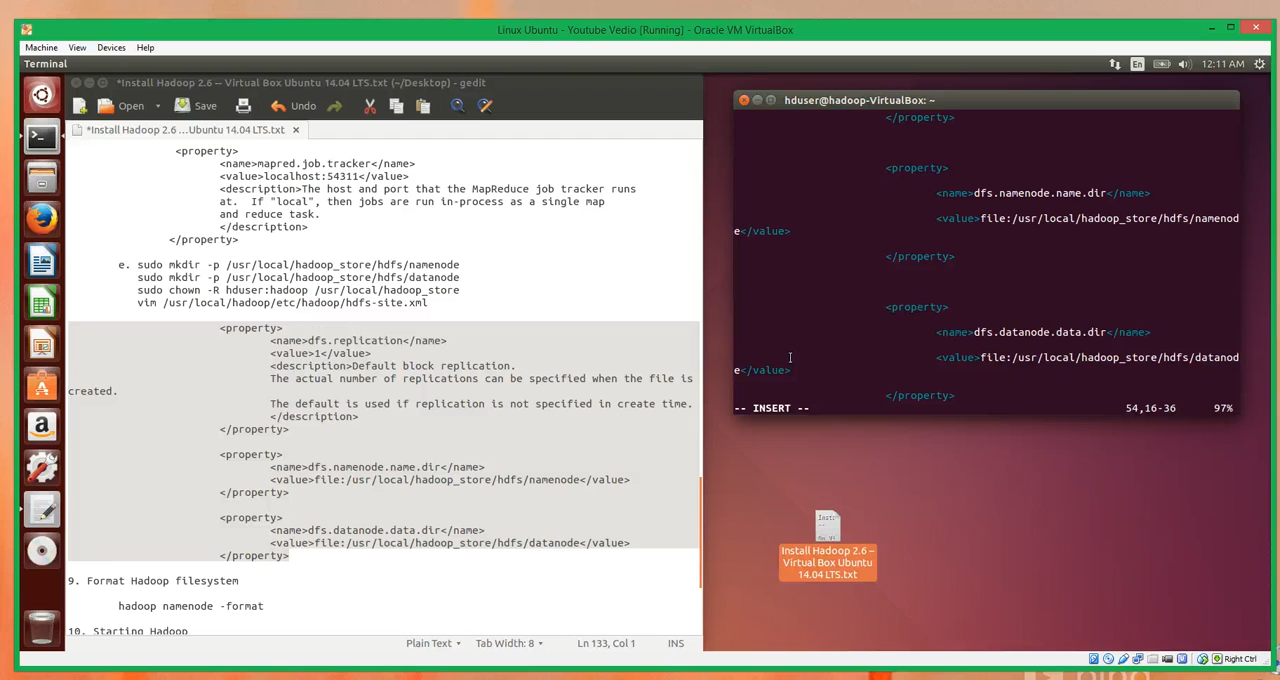 Linux Ubuntu - Youtube Vedio [Running] - Oracle VM VirtualBox
Machine View Devices Help
Terminal
En
12:11 AM
*Install Hadoop 2.6 – Virtual Box Ubuntu 14.04 LTS.txt (~/Desktop) - gedit
Open Save Undo
*Install Hadoop 2.6 ...Ubuntu 14.04 LTS.txt
<property>
<name>mapred.job.tracker</name>
<value>localhost:54311</value>
<description>The host and port that the MapReduce job tracker runs
at. If "local", then jobs are run in-process as a single map
and reduce task.
</description>
</property>
e. sudo mkdir -p /usr/local/hadoop_store/hdfs/namenode
sudo mkdir -p /usr/local/hadoop_store/hdfs/datanode
sudo chown -R hduser:hadoop /usr/local/hadoop_store
vim /usr/local/hadoop/etc/hadoop/hdfs-site.xml
<property>
<name>dfs.replication</name>
<value>1</value>
<description>Default block replication.
The actual number of replications can be specified when the file is
created.
The default is used if replication is not specified in create time.
</description>
</property>
<property>
<name>dfs.namenode.name.dir</name>
<value>file:/usr/local/hadoop_store/hdfs/namenode</value>
</property>
<property>
<name>dfs.datanode.data.dir</name>
<value>file:/usr/local/hadoop_store/hdfs/datanode</value>
</property>
9. Format Hadoop filesystem
hadoop namenode -format
10. Starting Hadoop
Plain Text Tab Width: 8 Ln 133, Col 1 INS
hduser@hadoop-VirtualBox: ~
</property>
<property>
<name>dfs.namenode.name.dir</name>
<value>file:/usr/local/hadoop_store/hdfs/namenod
e</value>
</property>
<property>
<name>dfs.datanode.data.dir</name>
<value>file:/usr/local/hadoop_store/hdfs/datanod
e</value>
</property>
-- INSERT -- 54,16-36 97%
Install Hadoop 2.6 –
Virtual Box Ubuntu
14.04 LTS.txt
Right Ctrl